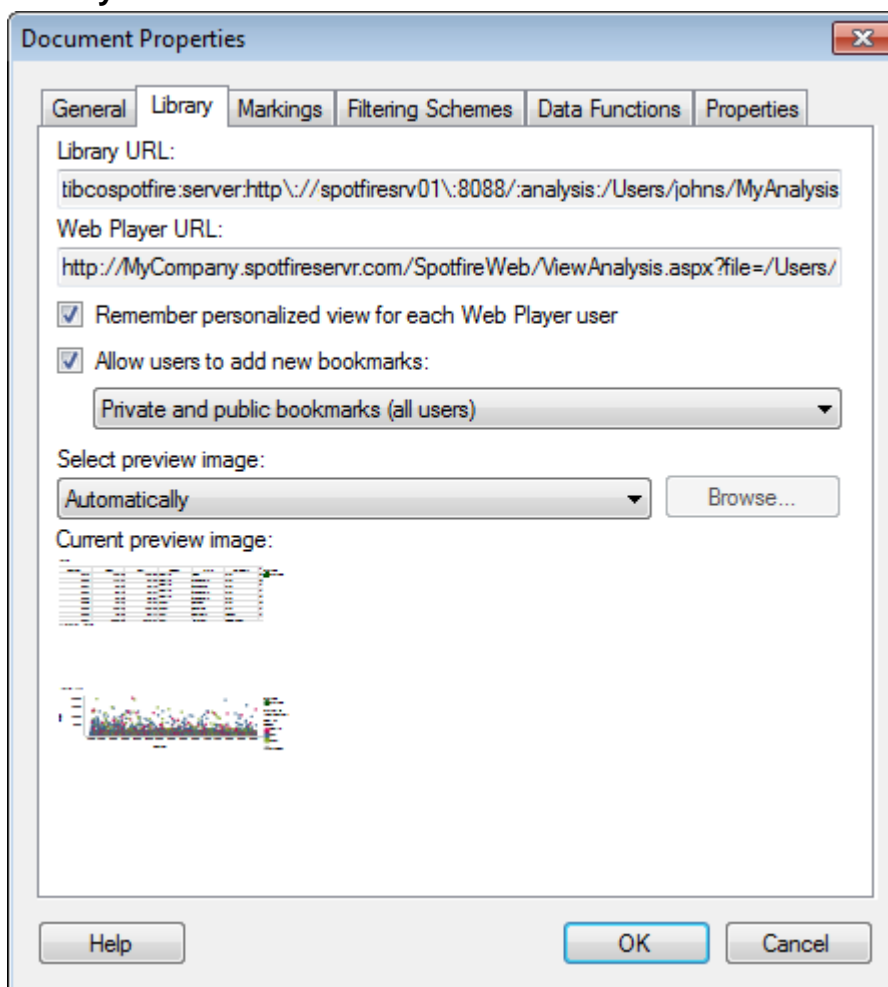 Document Properties
General Library Markings Filtering Schemes Data Functions Properties
Library URL:
tibcospotfire:server:http\://spotfiresrv01\:8088/:analysis:/Users/johns/MyAnalysis
Web Player URL:
http://MyCompany.spotfireservr.com/SpotfireWeb/ViewAnalysis.aspx?file=/Users/
Remember personalized view for each Web Player user
Allow users to add new bookmarks:
Private and public bookmarks (all users)
Select preview image:
Automatically Browse...
Current preview image:
Help OK Cancel